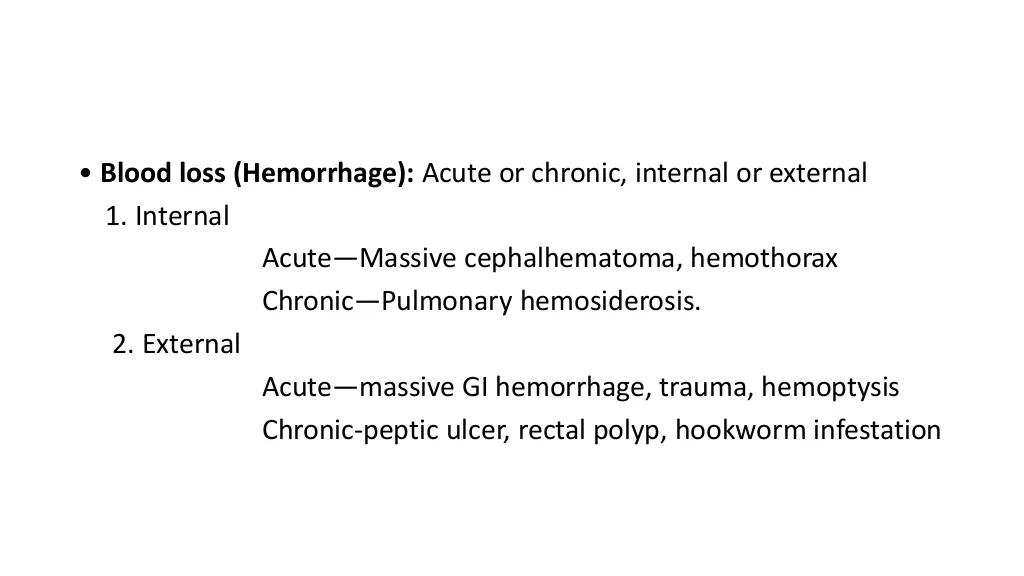 • Blood loss (Hemorrhage): Acute or chronic, internal or external
1. Internal
Acute—Massive cephalhematoma, hemothorax
Chronic—Pulmonary hemosiderosis.
2. External
Acute—massive GI hemorrhage, trauma, hemoptysis
Chronic-peptic ulcer, rectal polyp, hookworm infestation